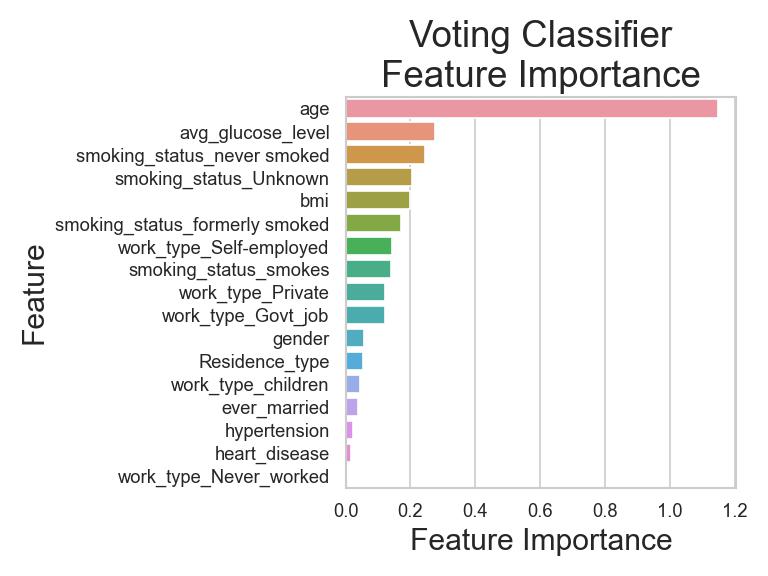 Voting Classifier
Feature Importance
age
avg_glucose_level
smoking_status_never smoked
smoking_status_Unknown
bmi
smoking_status_formerly smoked
work_type_Self-employed
smoking_status_smokes
work_type_Private
work_type_Govt_job
gender
Residence_type
work_type_children
ever_married
hypertension
heart_disease
work_type_Never_worked
Feature
0.0 0.2 0.4 0.6 0.8 1.0 1.2
Feature Importance